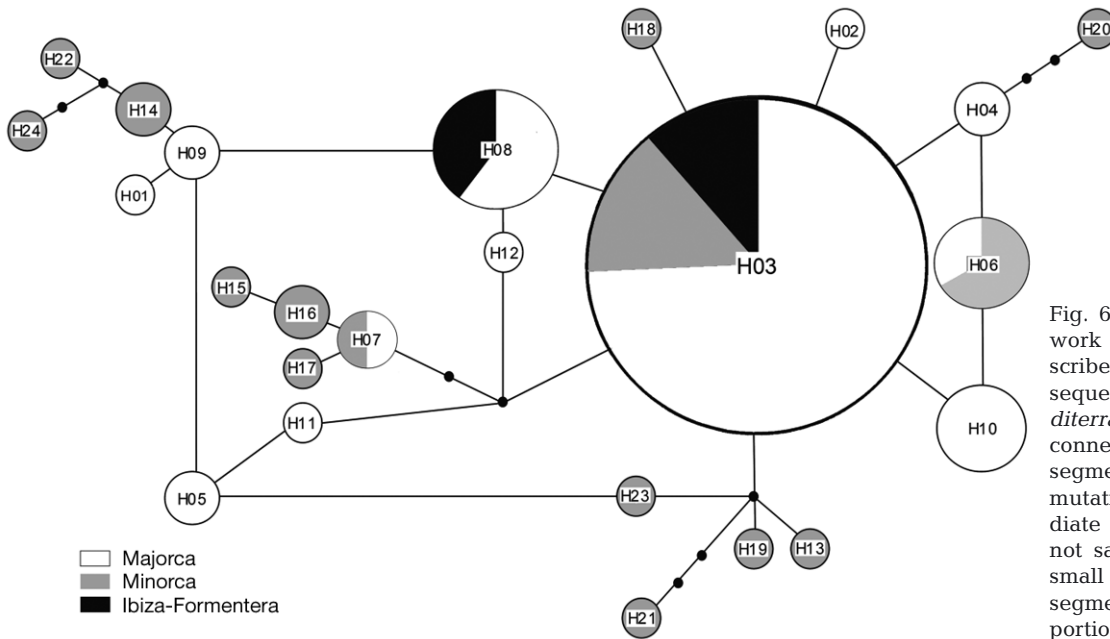 H18
H02
H20
H22
H14
H24
H04
H09
H08
H01
H12
H03
H06
H15
H16
H07
H17
H11
H10
H05
H23
H19
H13
H21
Majorca
Minorca
Ibiza-Formentera
Fig. 6
work
scribe
seque
diterra
conne
segme
mutati
diate
not sa
small
segme
portio